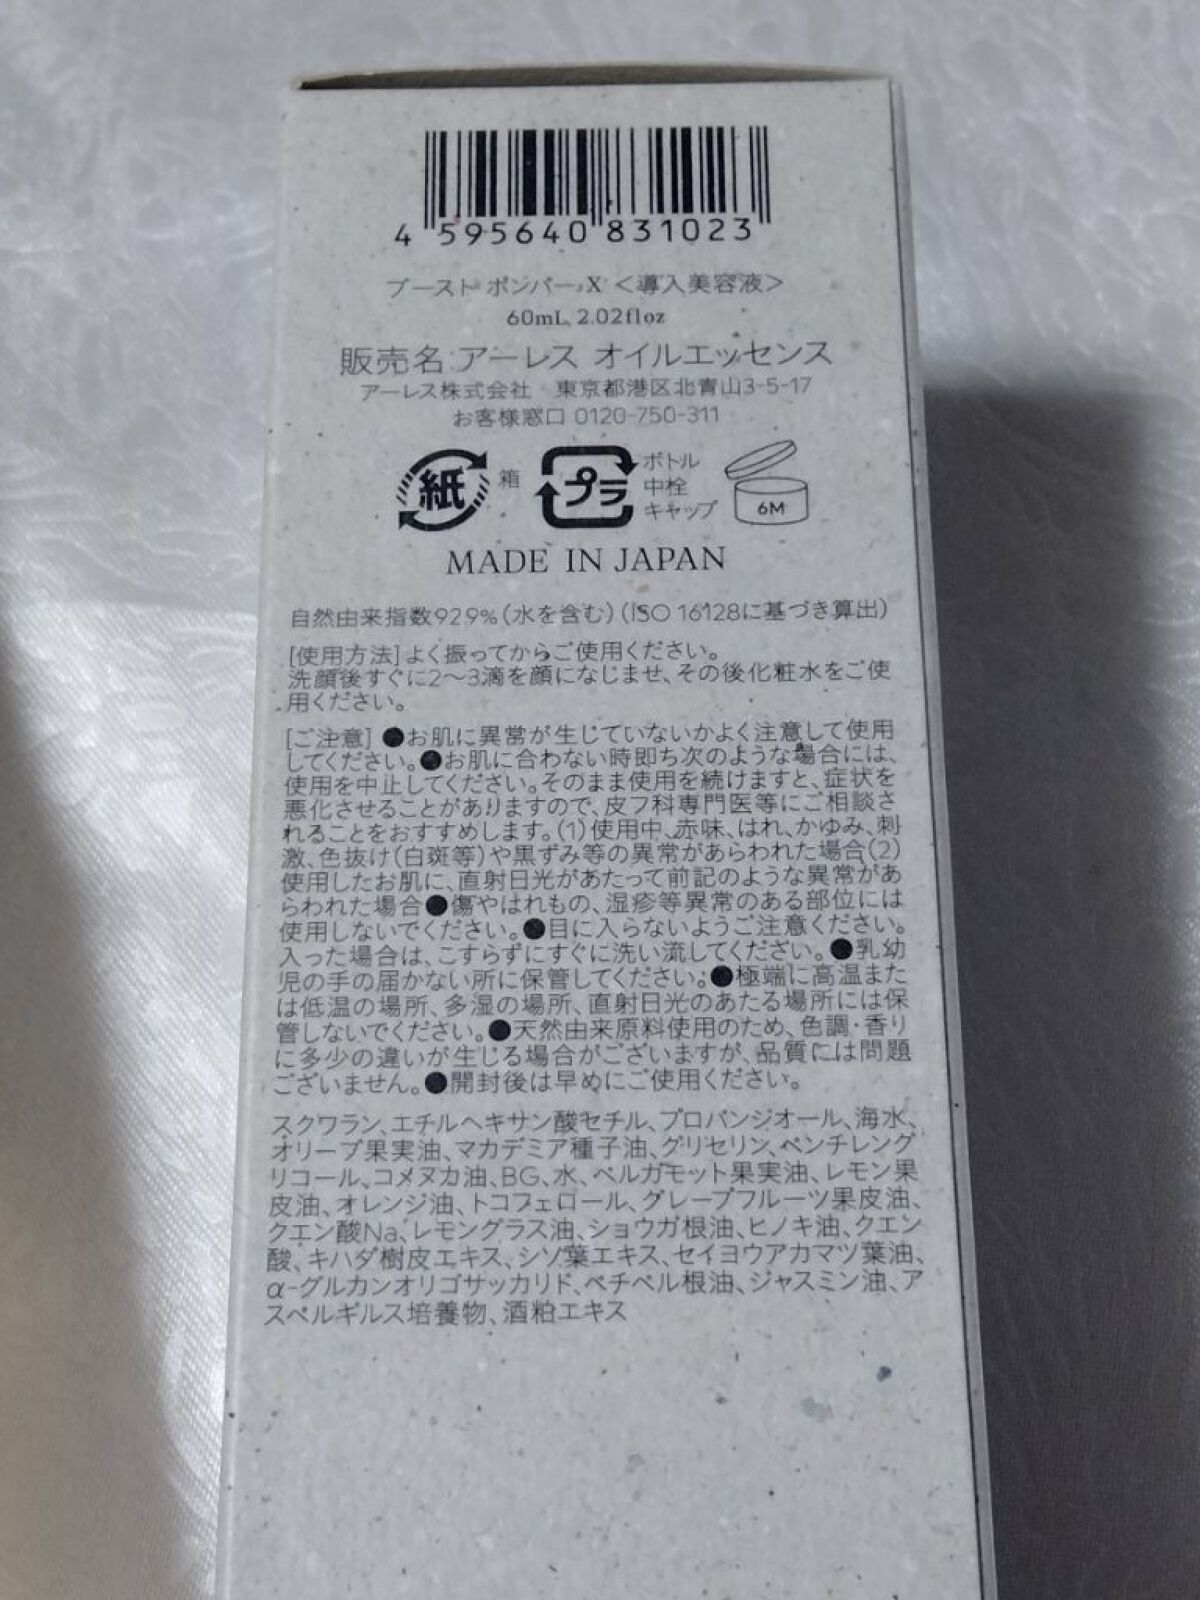 4 595640 831023
ブースト ボンバー X <導入美容液>
60mL 2.02floz
販売名:アーレス オイルエッセンス
アーレス株式会社 東京都港区北青山3-5-17
お客様窓口 0120-750-311
紙 箱 プラ ボトル
中栓
キャップ
6M
MADE IN JAPAN
自然由来指数92.9%(水を含む)(ISO 16128に基づき算出)
[使用方法]よく振ってからご使用ください。
洗顔後すぐに2〜3滴を顔になじませ、その後化粧水をご使
用ください。
[ご注意]●お肌に異常が生じていないかよく注意して使用
してください。●お肌に合わない時即ち次のような場合には、
使用を中止してください。そのまま使用を続けますと、症状を
悪化させることがありますので、皮フ科専門医等にご相談さ
れることをおすすめします。(1)使用中、赤味、はれ、かゆみ、刺
激、色抜け(白斑等)や黒ずみ等の異常があらわれた場合(2)
使用したお肌に、直射日光があたって前記のような異常があ
らわれた場合●傷やはれもの、湿疹等異常のある部位には
使用しないでください。●目に入らないようご注意ください。
入った場合は、こすらずにすぐに洗い流してください。●乳幼
児の手の届かない所に保管してください。●極端に高温また
は低温の場所、多湿の場所、直射日光のあたる場所には保
管しないでください。●天然由来原料使用のため、色調・香り
に多少の違いが生じる場合がございますが、品質には問題
ございません。●開封後は早めにご使用ください。
スクワラン、エチルヘキサン酸セチル、プロパンジオール、海水、
オリーブ果実油、マカデミア種子油、グリセリン、ペンチレング
リコール、コメヌカ油、BG、水、ベルガモット果実油、レモン果
皮油、オレンジ油、トコフェロール、グレープフルーツ果皮油、
クエン酸Na、レモングラス油、ショウガ根油、ヒノキ油、クエン
酸、キハダ樹皮エキス、シソ葉エキス、セイヨウアカマツ葉油、
α-グルカンオリゴサッカリド、ベチベル根油、ジャスミン油、ア
スペルギルス培養物、酒粕エキス